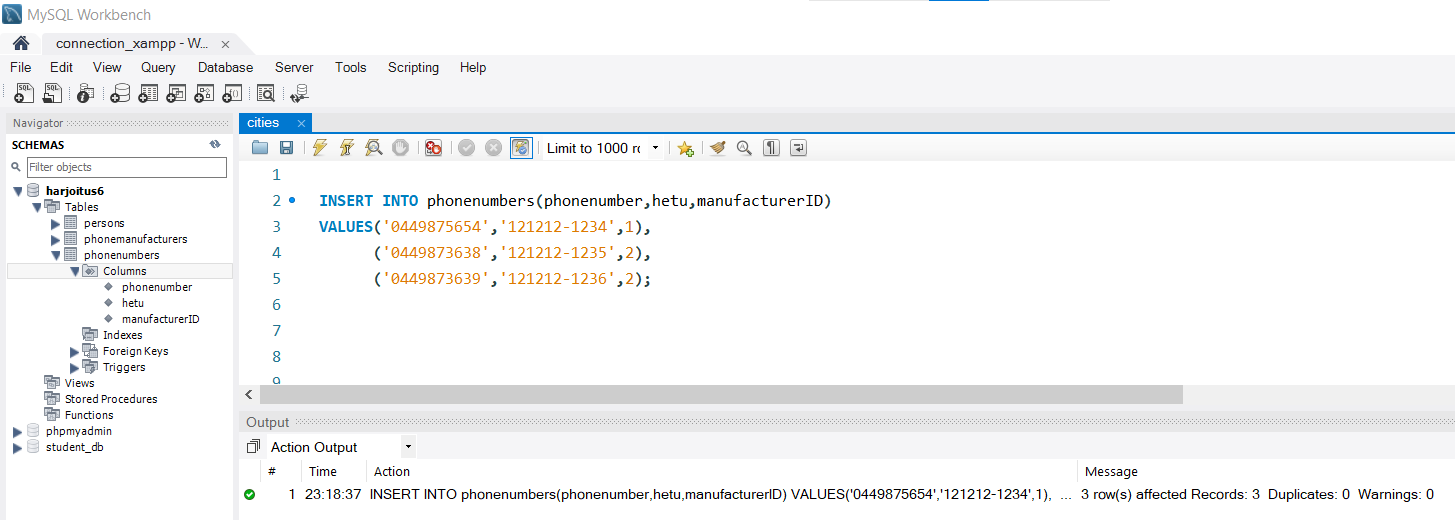 MySQL Workbench
connection_xampp - W... ×
File Edit View Query Database Server Tools Scripting Help
Navigator
SCHEMAS
Filter objects
harjoitus6
Tables
persons
phonemanufacturers
phonenumbers
Columns
phonenumber
hetu
manufacturerID
Indexes
Foreign Keys
Triggers
Views
Stored Procedures
Functions
phpmyadmin
student_db
cities ×
Limit to 1000 rc
1
2 INSERT INTO phonenumbers(phonenumber,hetu,manufacturerID)
3 VALUES('0449875654','121212-1234',1),
4 ('0449873638','121212-1235',2),
5 ('0449873639','121212-1236',2);
6
7
8
9
Output
Action Output
# Time Action Message
1 23:18:37 INSERT INTO phonenumbers(phonenumber,hetu,manufacturerID) VALUES('0449875654','121212-1234',1), ... 3 row(s) affected Records: 3 Duplicates: 0 Warnings: 0